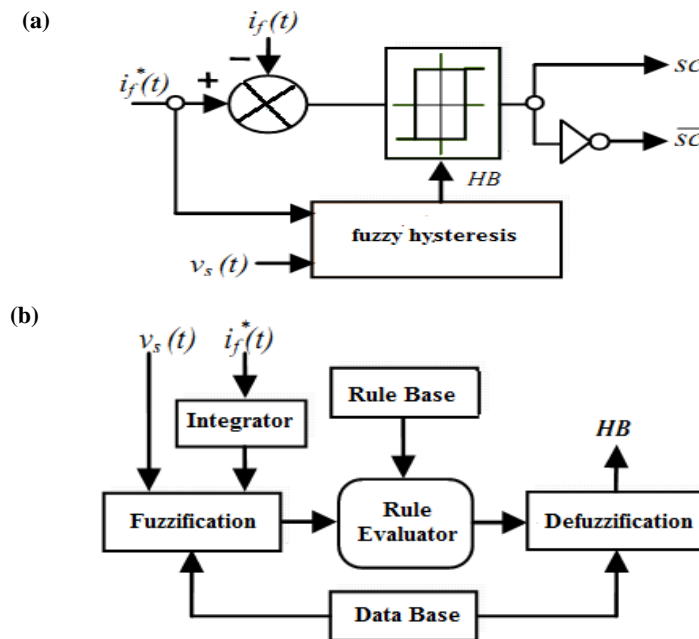 (a)
i_f(t)
i_f*(t)
+
−
sc
s̅c̅
HB
fuzzy hysteresis
v_s(t)
(b)
v_s(t)
i_f*(t)
Rule Base
Integrator
HB
Fuzzification
Rule
Evaluator
Defuzzification
Data Base